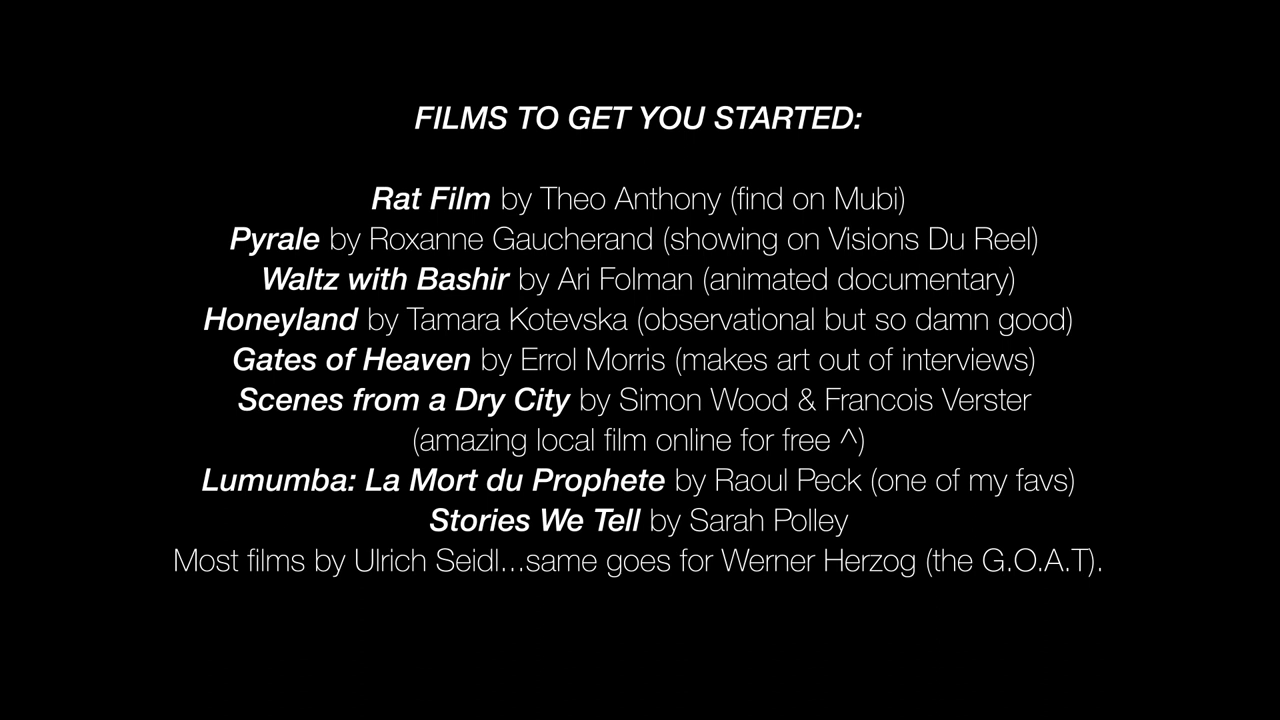 FILMS TO GET YOU STARTED:
Rat Film by Theo Anthony (find on Mubi)
Pyrale by Roxanne Gaucherand (showing on Visions Du Reel)
Waltz with Bashir by Ari Folman (animated documentary)
Honeyland by Tamara Kotevska (observational but so damn good)
Gates of Heaven by Errol Morris (makes art out of interviews)
Scenes from a Dry City by Simon Wood & Francois Verster
(amazing local film online for free ^)
Lumumba: La Mort du Prophete by Raoul Peck (one of my favs)
Stories We Tell by Sarah Polley
Most films by Ulrich Seidl...same goes for Werner Herzog (the G.O.A.T).